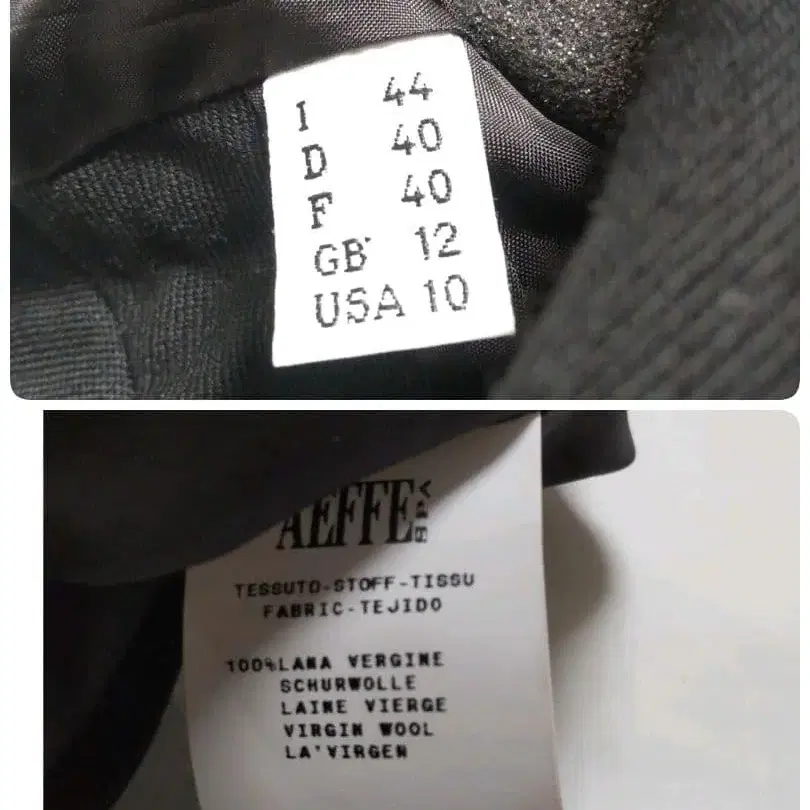 I 44
D 40
F 40
GB 12
USA 10
AEFFE SPA
TESSUTO-STOFF-TISSU
FABRIC-TEJIDO
100%LANA VERGINE
SCHURWOLLE
LAINE VIERGE
VIRGIN WOOL
LA'VIRGEN